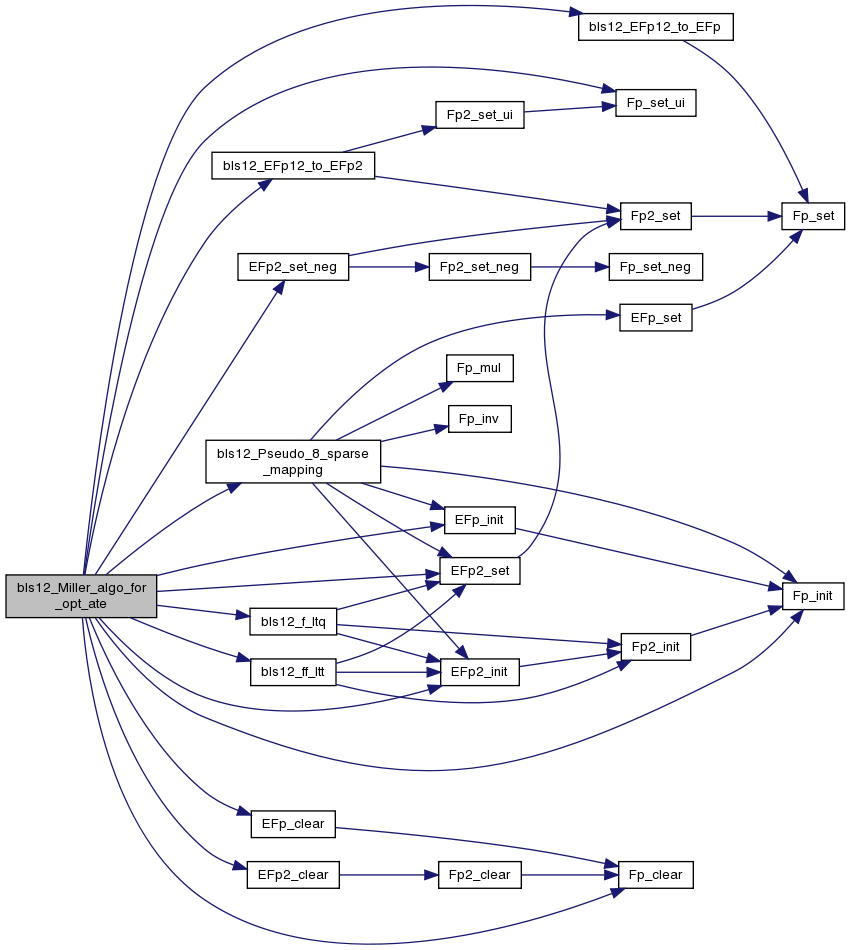 bls12_EFp12_to_EFp
Fp_set_ui
Fp2_set_ui
bls12_EFp12_to_EFp2
Fp2_set
Fp_set
EFp2_set_neg
Fp2_set_neg
Fp_set_neg
EFp_set
Fp_mul
Fp_inv
bls12_Pseudo_8_sparse
_mapping
EFp_init
EFp2_set
bls12_Miller_algo_for
_opt_ate
Fp_init
bls12_f_ltq
Fp2_init
bls12_ff_ltt
EFp2_init
EFp_clear
EFp2_clear
Fp2_clear
Fp_clear